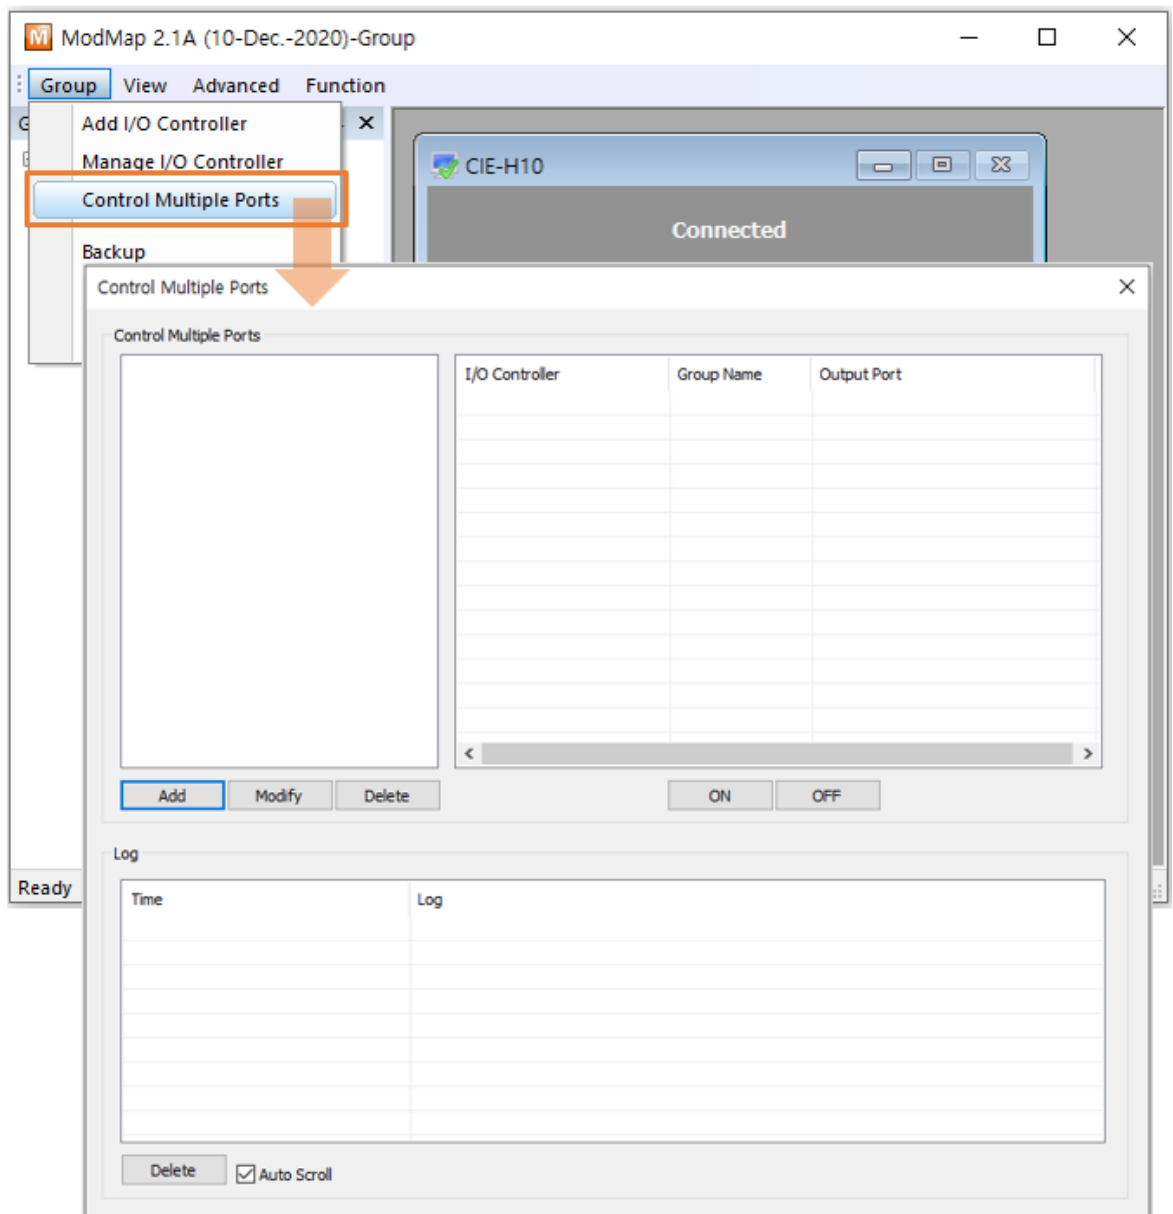 M ModMap 2.1A (10-Dec.-2020)-Group
Group View Advanced Function
G
Add I/O Controller
Manage I/O Controller
CIE-H10
Control Multiple Ports
Connected
Backup
Control Multiple Ports
Control Multiple Ports
I/O Controller Group Name Output Port
Add Modify Delete ON OFF
Log
Ready
Time Log
Delete Auto Scroll